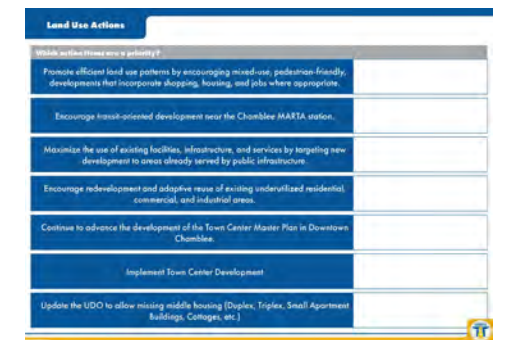 Land Use Actions
Which action items are a priority?
Promote efficient land use patterns by encouraging mixed-use, pedestrian-friendly,
developments that incorporate shopping, housing, and jobs where appropriate.
Encourage transit-oriented development near the Chamblee MARTA station.
Maximize the use of existing facilities, infrastructure, and services by targeting new
development to areas already served by public infrastructure.
Encourage redevelopment and adaptive reuse of existing underutilized residential,
commercial, and industrial areas.
Continue to advance the development of the Town Center Master Plan in Downtown
Chamblee.
Implement Town Center Development
Update the UDO to allow missing middle housing (Duplex, Triplex, Small Apartment
Buildings, Cottages, etc.)